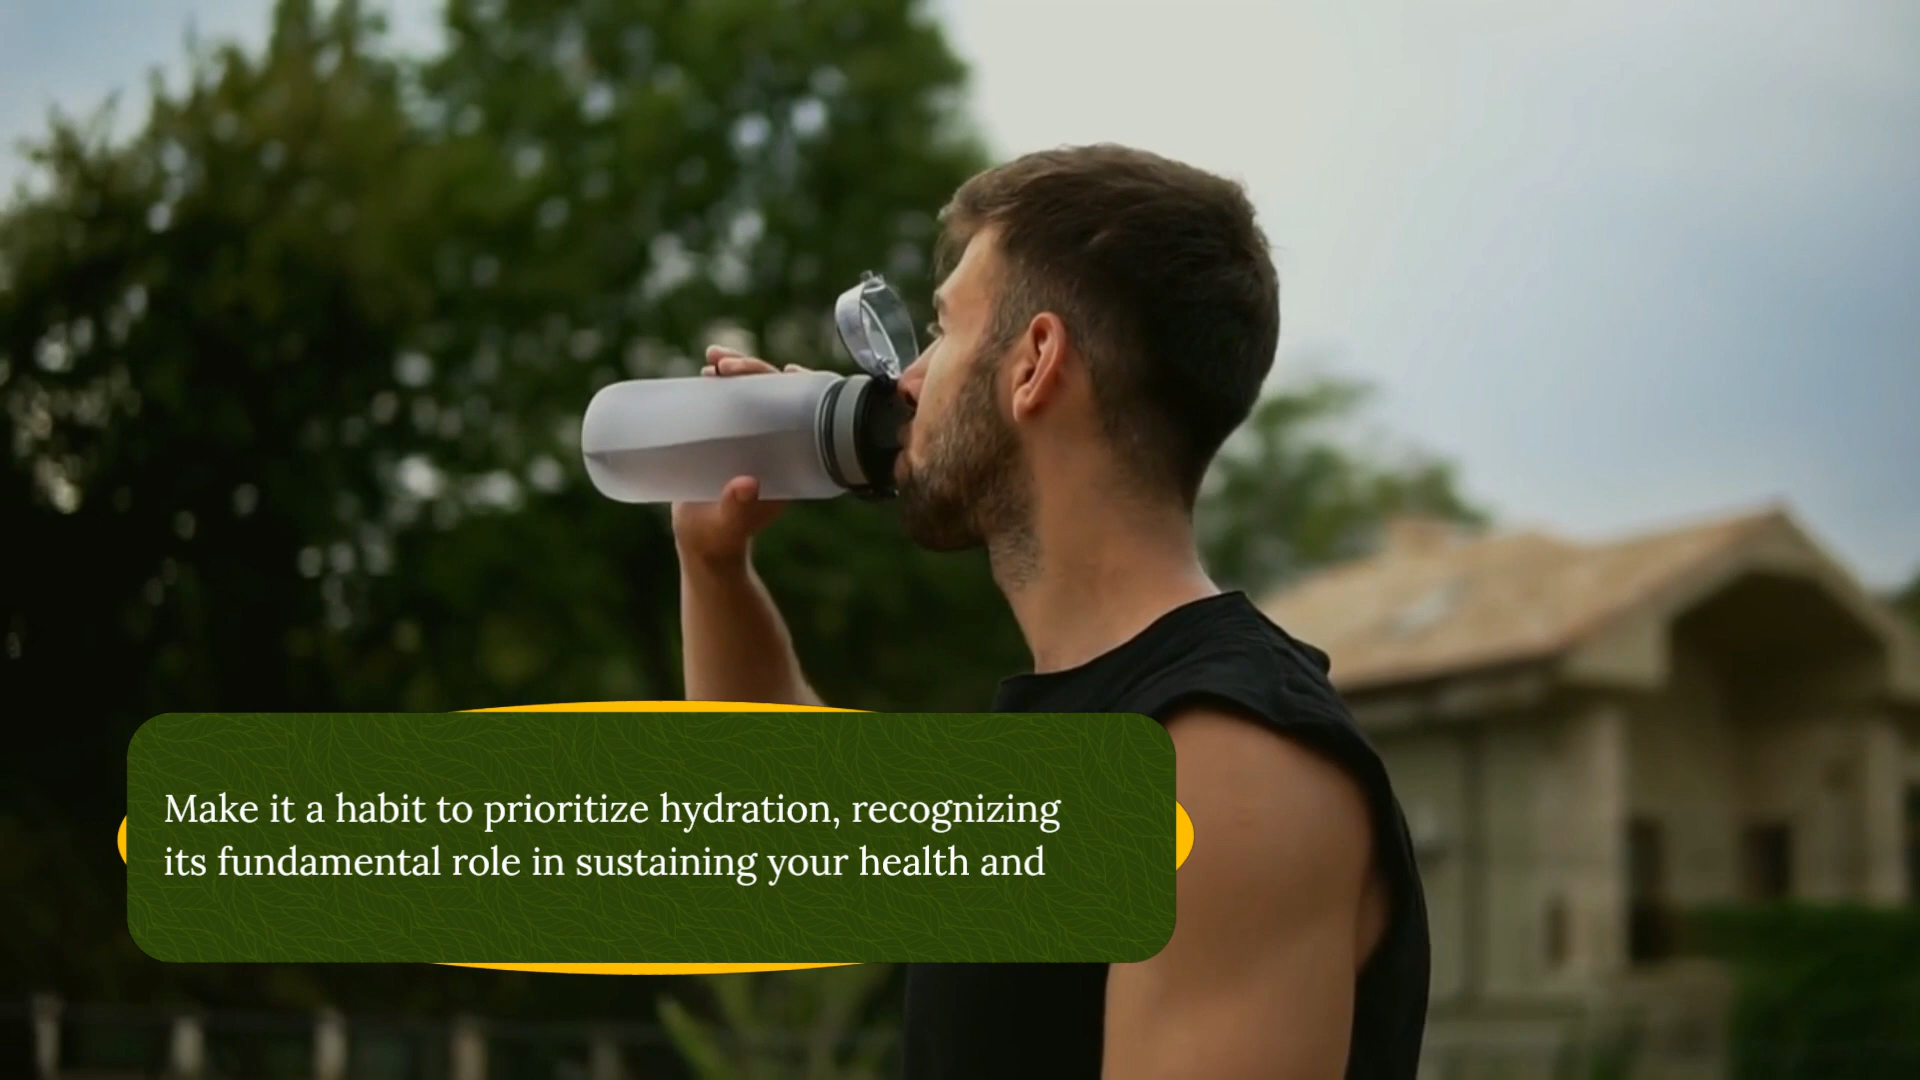 Make it a habit to prioritize hydration, recognizing
its fundamental role in sustaining your health and